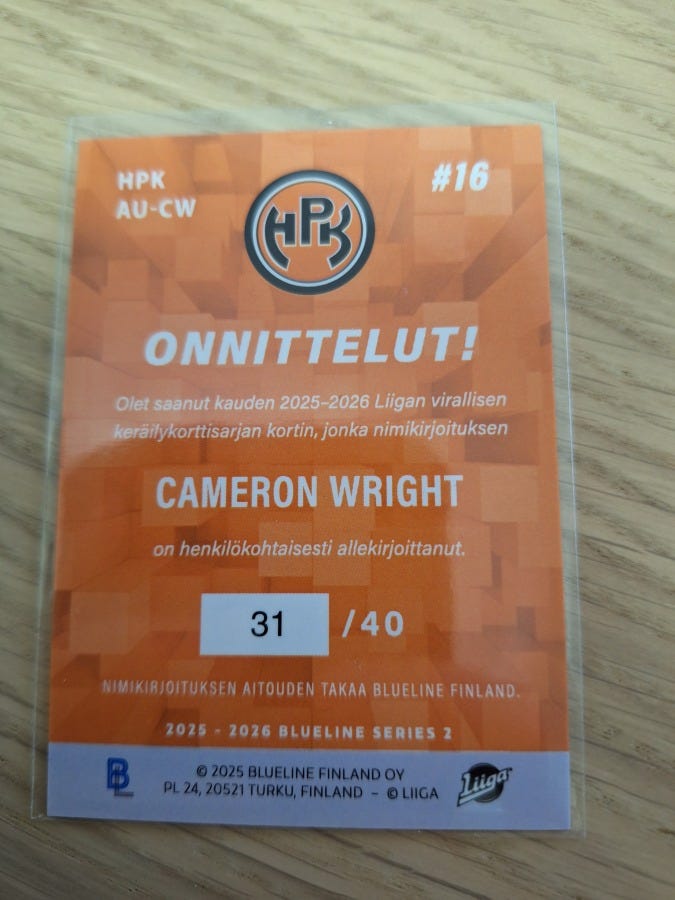 HPK
AU-CW
#16
HPK
ONNITTELUT!
Olet saanut kauden 2025–2026 Liigan virallisen
keräilykorttisarjan kortin, jonka nimikirjoituksen
CAMERON WRIGHT
on henkilökohtaisesti allekirjoittanut.
31 /40
NIMIKIRJOITUKSEN AITOUDEN TAKAA BLUELINE FINLAND.
2025 - 2026 BLUELINE SERIES 2
BL
© 2025 BLUELINE FINLAND OY
PL 24, 20521 TURKU, FINLAND – © LIIGA
Liiga